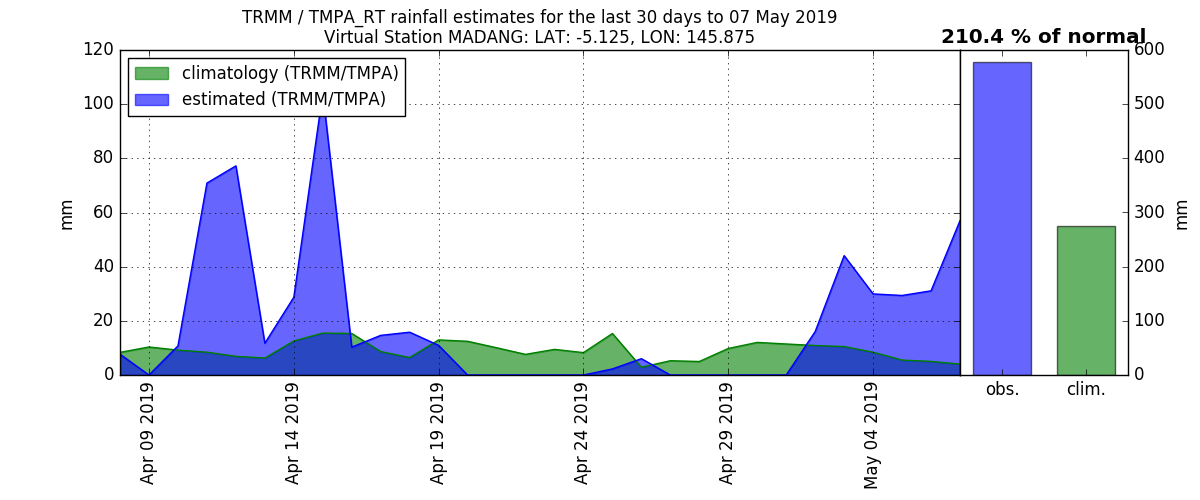 TRMM / TMPA_RT rainfall estimates for the last 30 days to 07 May 2019
Virtual Station MADANG: LAT: -5.125, LON: 145.875
210.4 % of normal
climatology (TRMM/TMPA)
estimated (TRMM/TMPA)
120
100
80
60
40
20
0
mm
Apr 09 2019
Apr 14 2019
Apr 19 2019
Apr 24 2019
Apr 29 2019
May 04 2019
obs.
clim.
600
500
400
300
200
100
0
mm